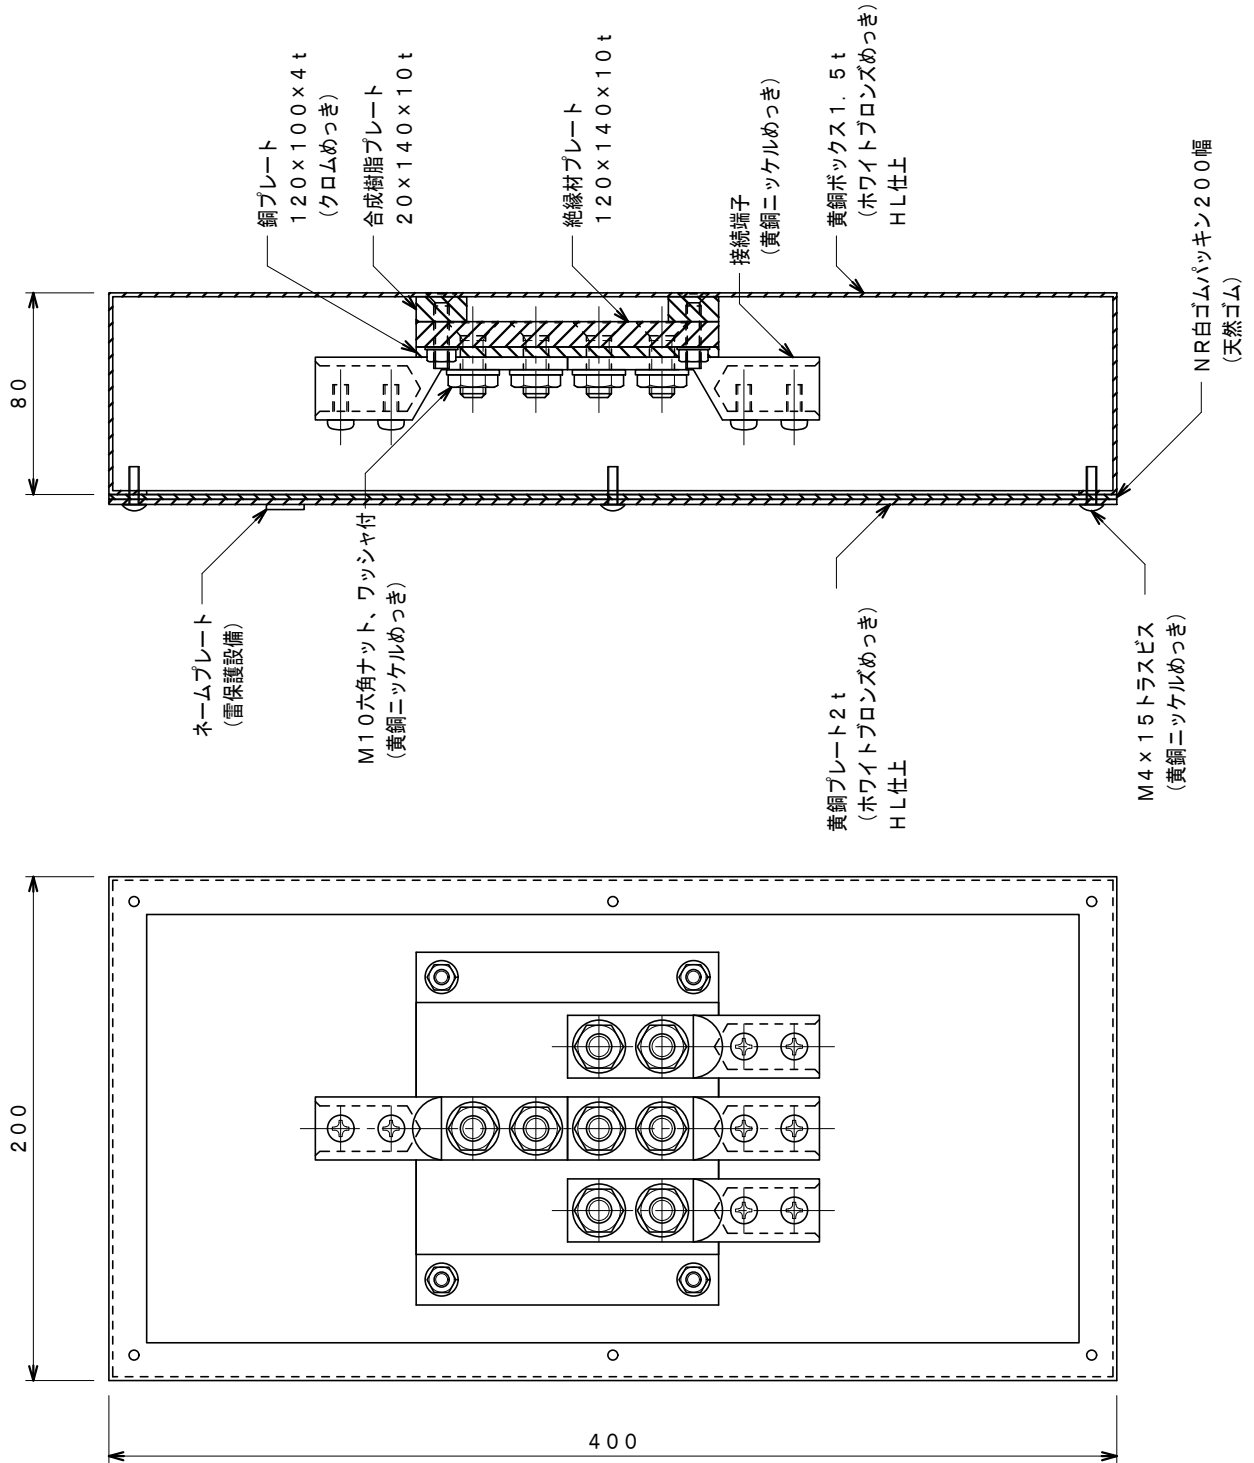 銅プレート
１２０×１００×４ｔ
(クロムめっき)
合成樹脂プレート
２０×１４０×１０ｔ
絶縁材プレート
１２０×１４０×１０ｔ
接続端子
(黄銅ニッケルめっき)
黄銅ボックス１．５ｔ
(ホワイトブロンズめっき)
ＨＬ仕上
ＮＲ白ゴムパッキン２００幅
(天然ゴム)
８０
ネームプレート
(雷保護設備)
Ｍ１０六角ナット、ワッシャ付
(黄銅ニッケルめっき)
黄銅プレート２ｔ
(ホワイトブロンズめっき)
ＨＬ仕上
Ｍ４×１５トラスビス
(黄銅ニッケルめっき)
２００
４００